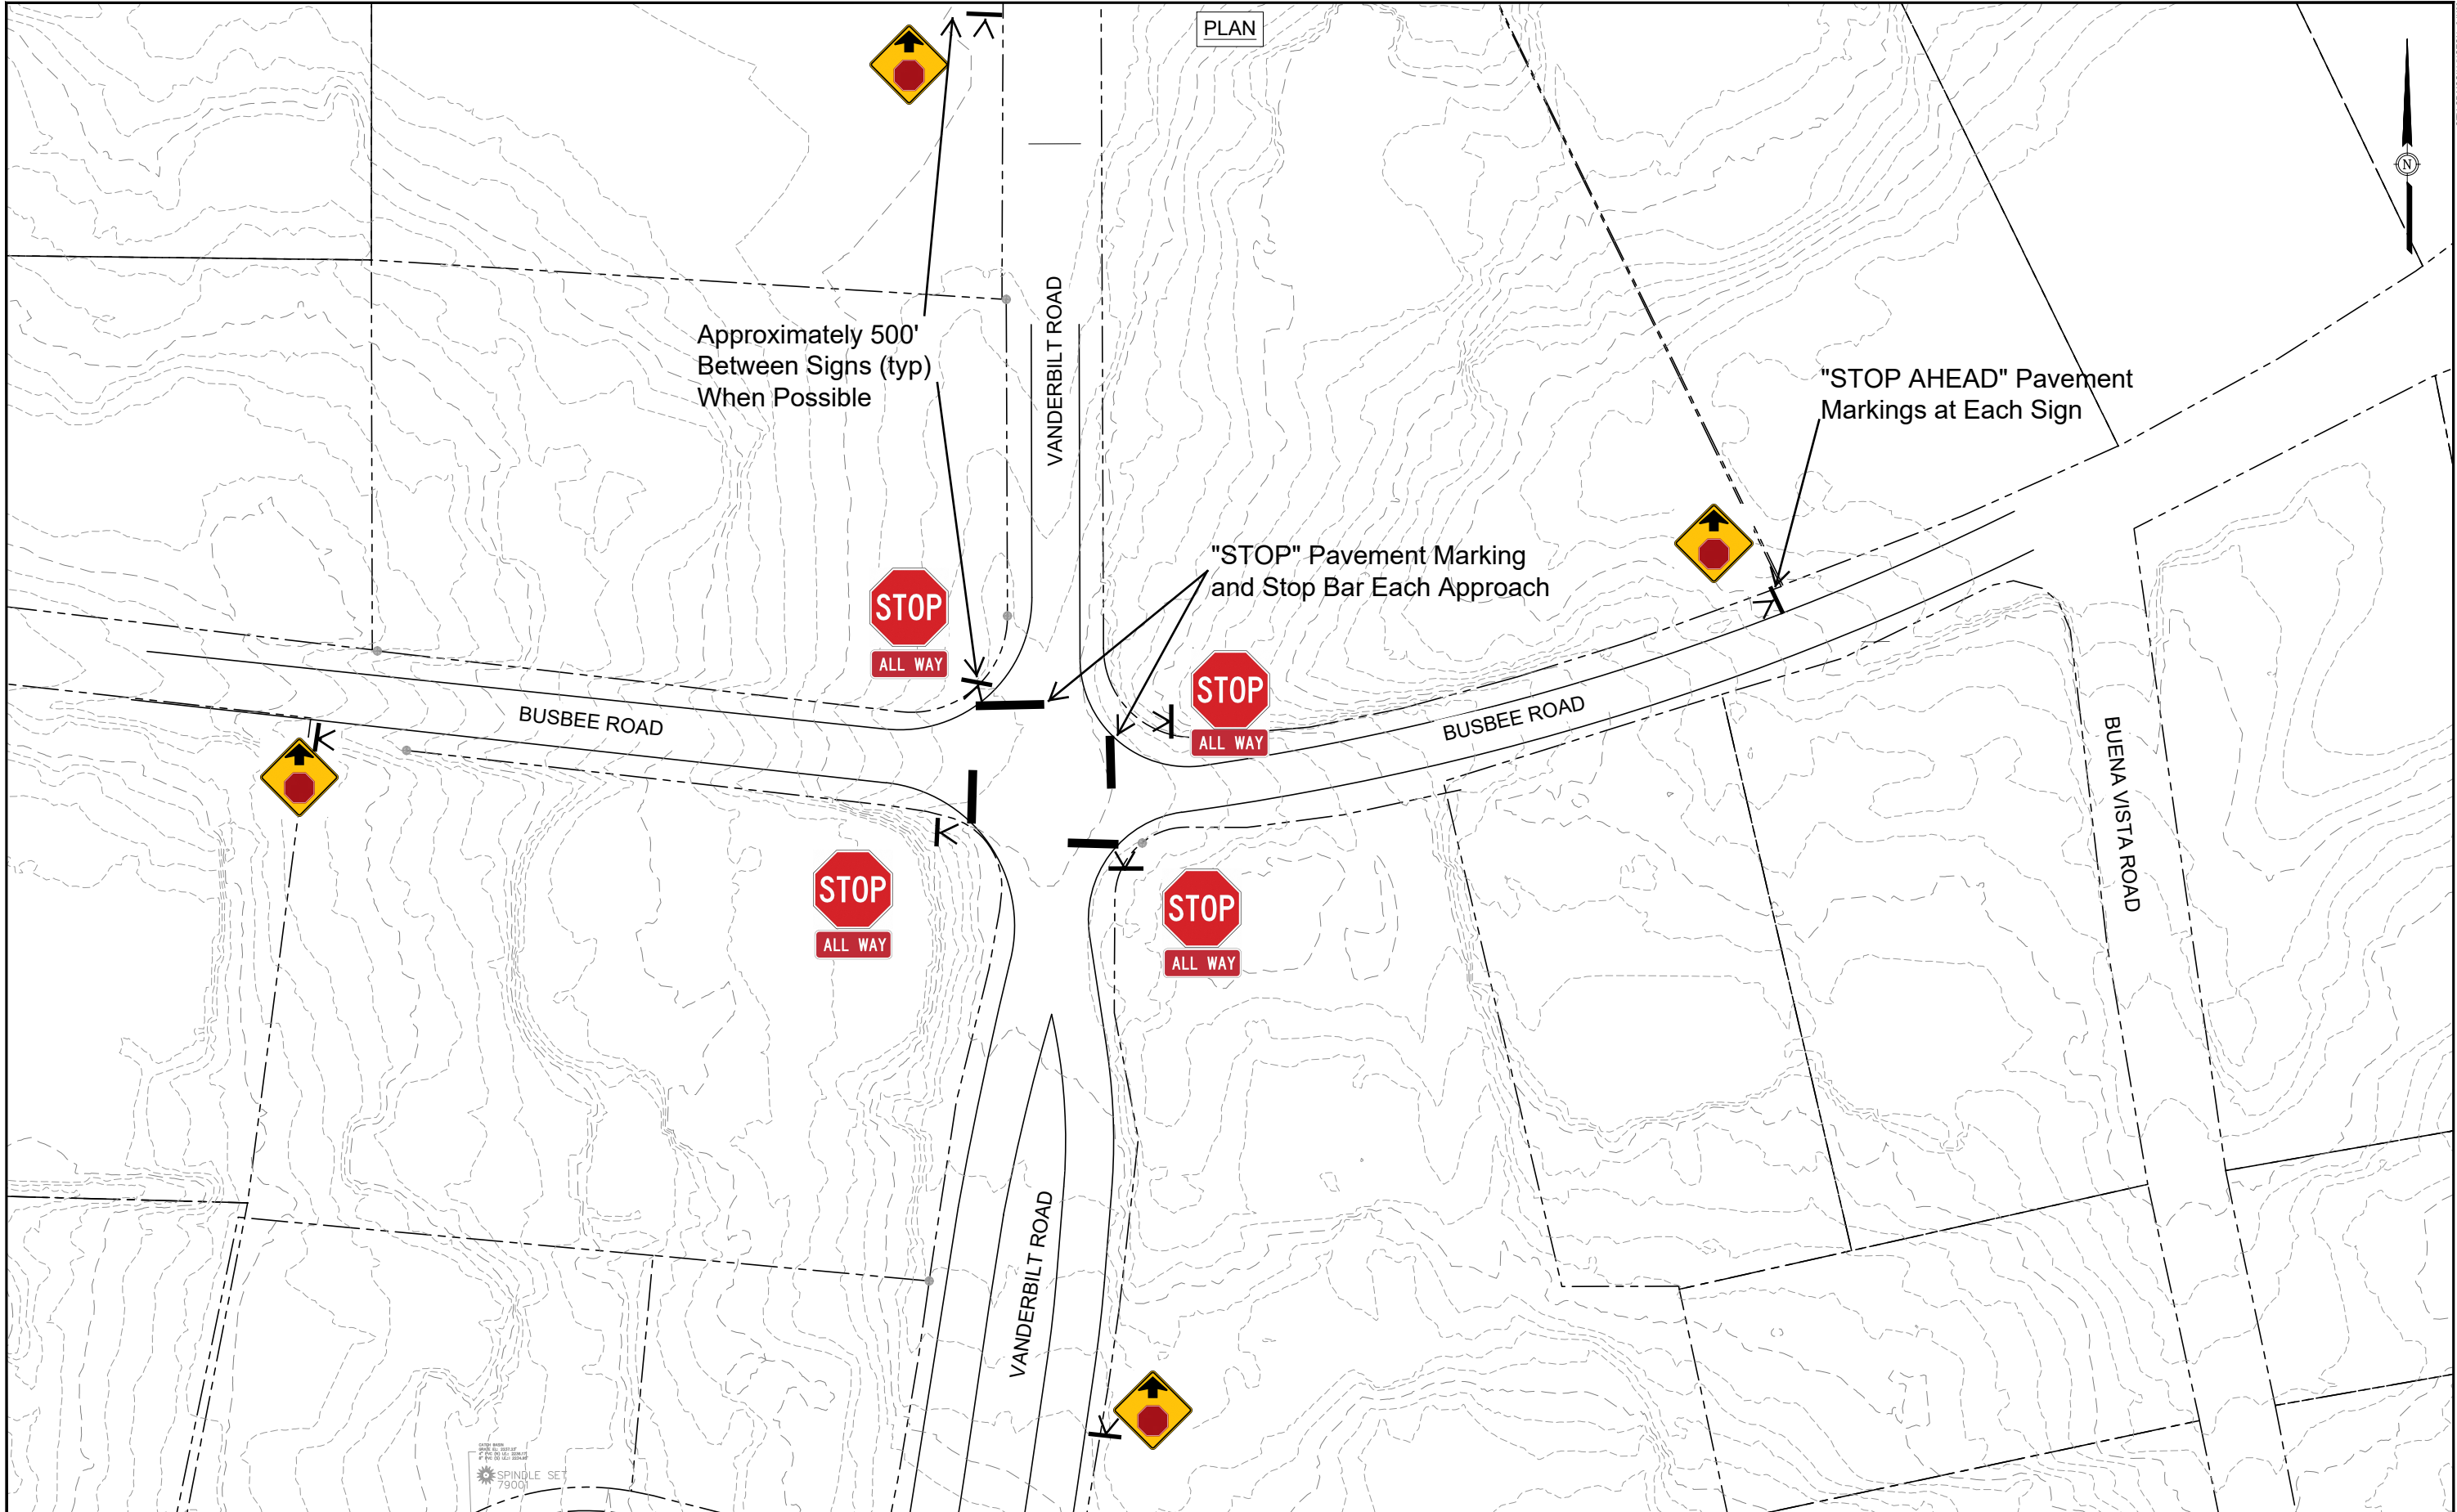 PLAN
N
Approximately 500'
Between Signs (typ)
When Possible
VANDERBILT ROAD
"STOP AHEAD" Pavement
Markings at Each Sign
"STOP" Pavement Marking
and Stop Bar Each Approach
STOP
ALL WAY
STOP
ALL WAY
BUSBEE ROAD
BUSBEE ROAD
BUENA VISTA ROAD
STOP
ALL WAY
STOP
ALL WAY
VANDERBILT ROAD
SPINDLE SET
79001